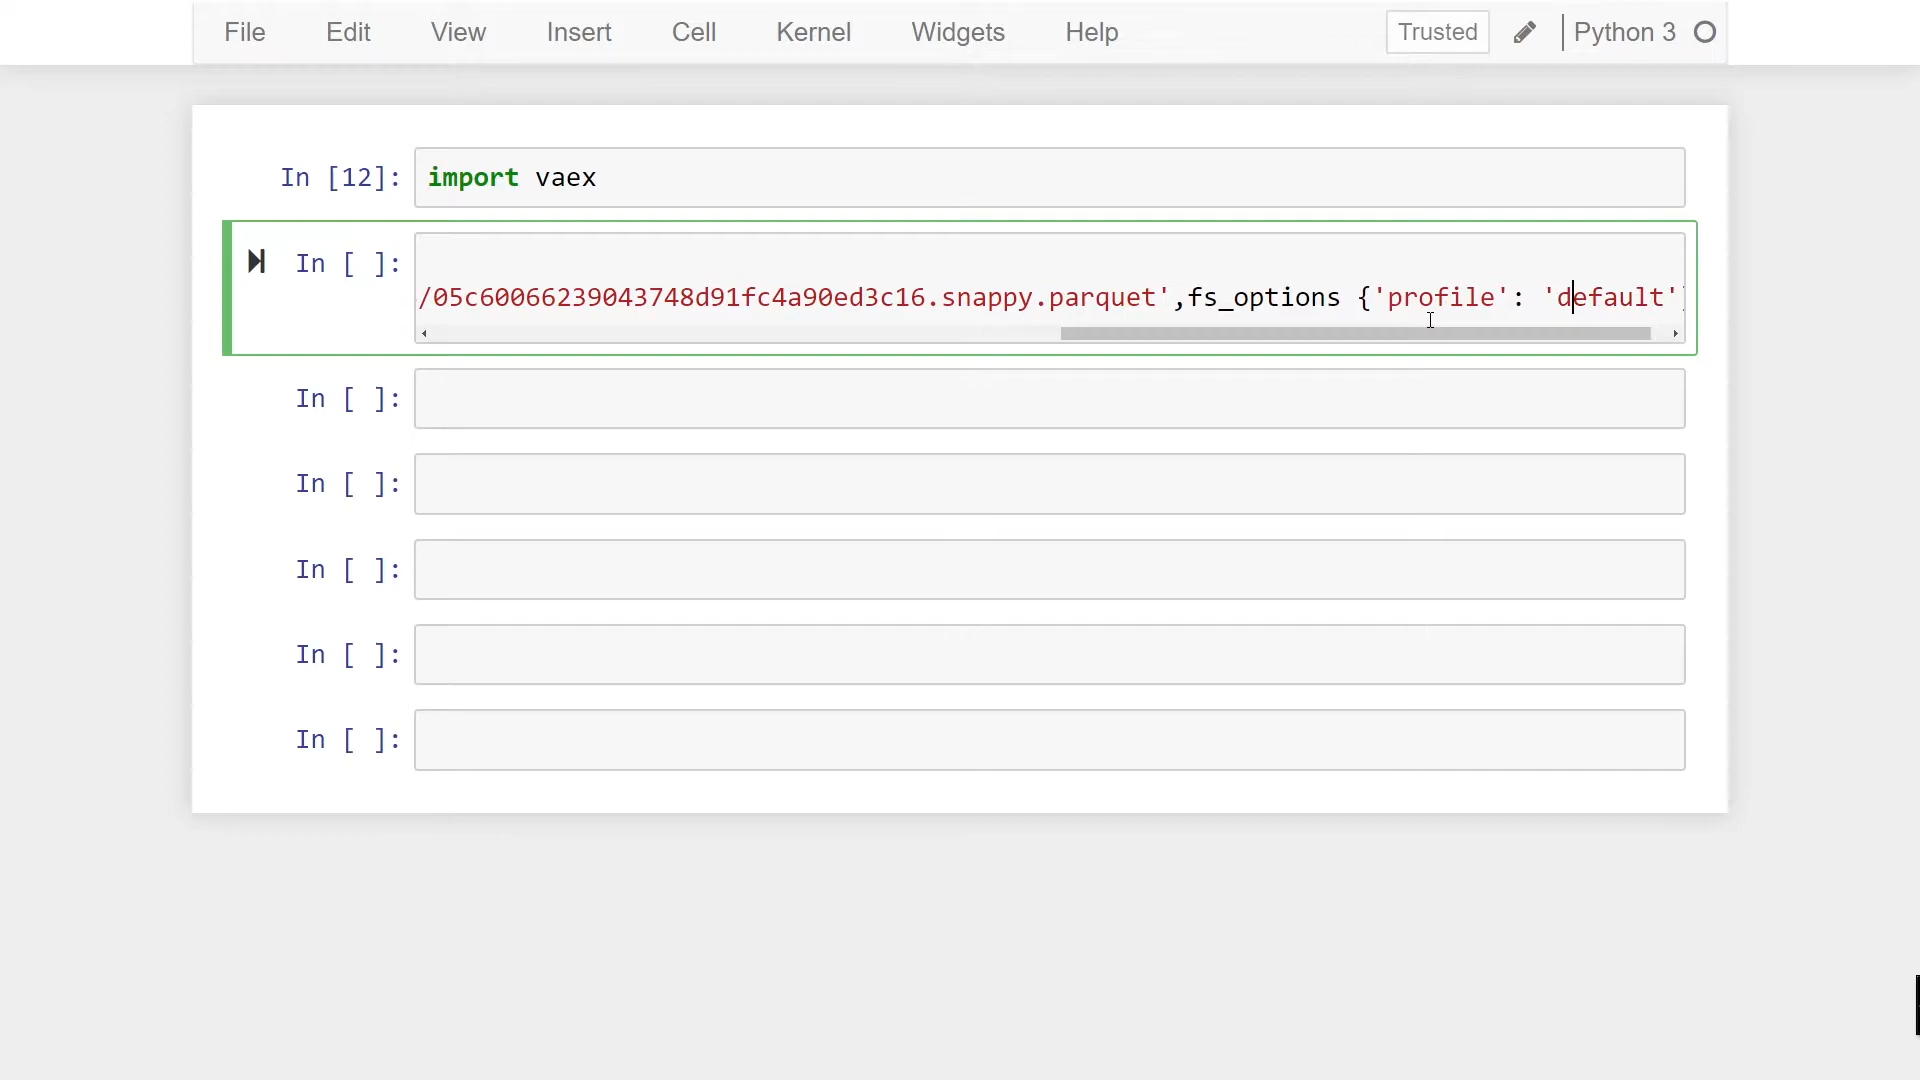 File Edit View Insert Cell Kernel Widgets Help Trusted Python 3
In [12]: import vaex
In [ ]:
/05c60066239043748d91fc4a90ed3c16.snappy.parquet',fs_options {'profile': 'default'}
In [ ]:
In [ ]:
In [ ]:
In [ ]:
In [ ]: